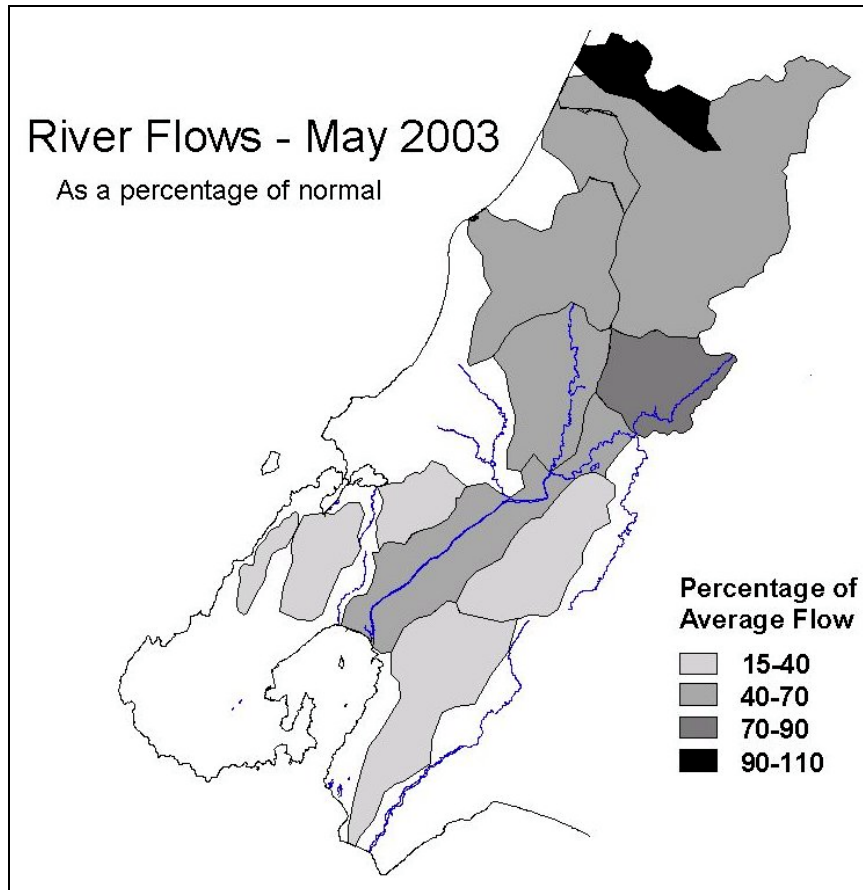 River Flows - May 2003
As a percentage of normal
Percentage of
Average Flow
15-40
40-70
70-90
90-110